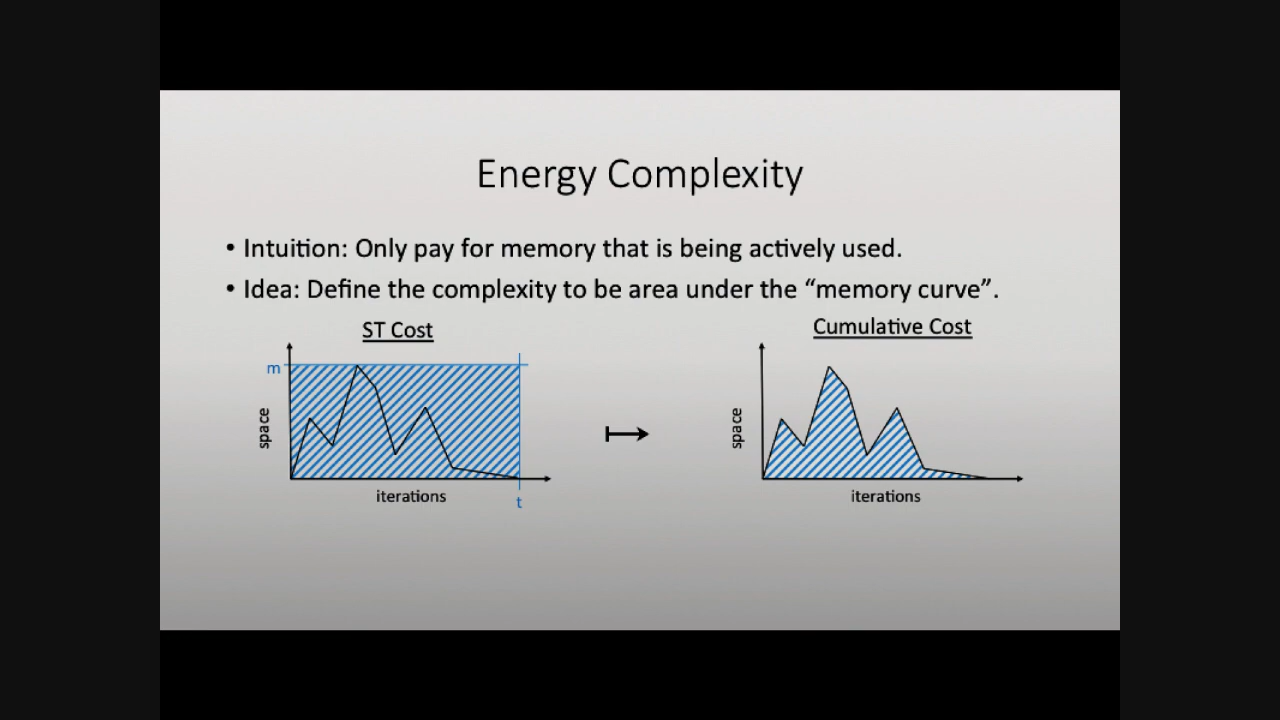 Energy Complexity
• Intuition: Only pay for memory that is being actively used.
• Idea: Define the complexity to be area under the “memory curve”.
ST Cost
m
space
iterations
t
Cumulative Cost
space
iterations